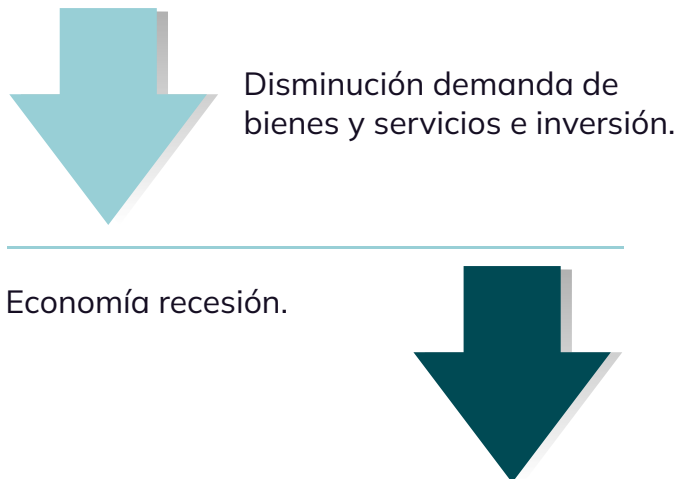 Disminución demanda de
bienes y servicios e inversión.
Economía recesión.